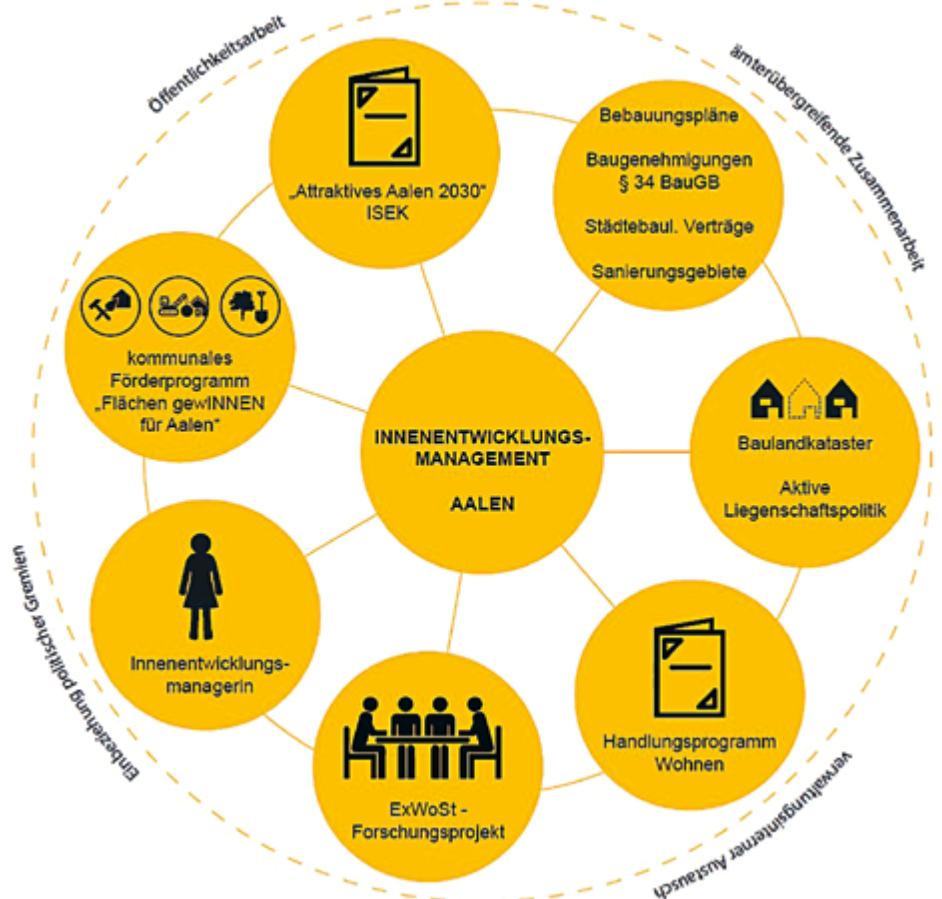 Öffentlichkeitsarbeit
ämterübergreifende Zusammenarbeit
„Attraktives Aalen 2030“
ISEK
Bebauungspläne
Baugenehmigungen
§ 34 BauGB
Städtebaul. Verträge
Sanierungsgebiete
kommunales
Förderprogramm
„Flächen gewINNEN
für Aalen“
INNENENTWICKLUNGS-
MANAGEMENT
AALEN
Baulandkataster
Aktive
Liegenschaftspolitik
Innenentwicklungs-
managerin
Handlungsprogramm
Wohnen
ExWoSt -
Forschungsprojekt
Einbeziehung politischer Gremien
verwaltungsinterner Austausch